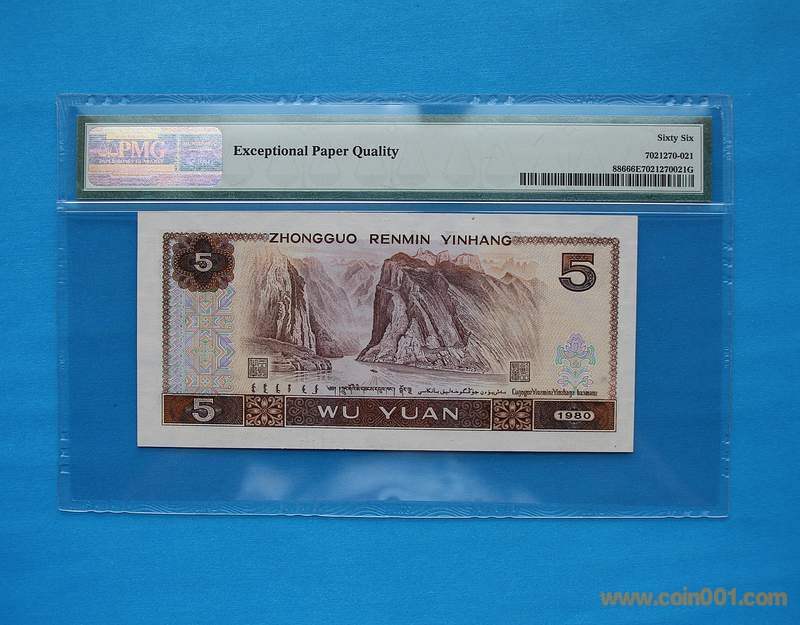 PMG
Exceptional Paper Quality
Sixty Six
7021270-021
88666E7021270021G
ZHONGGUO RENMIN YINHANG
5
5
5
WU YUAN
1980
www.coin001.com